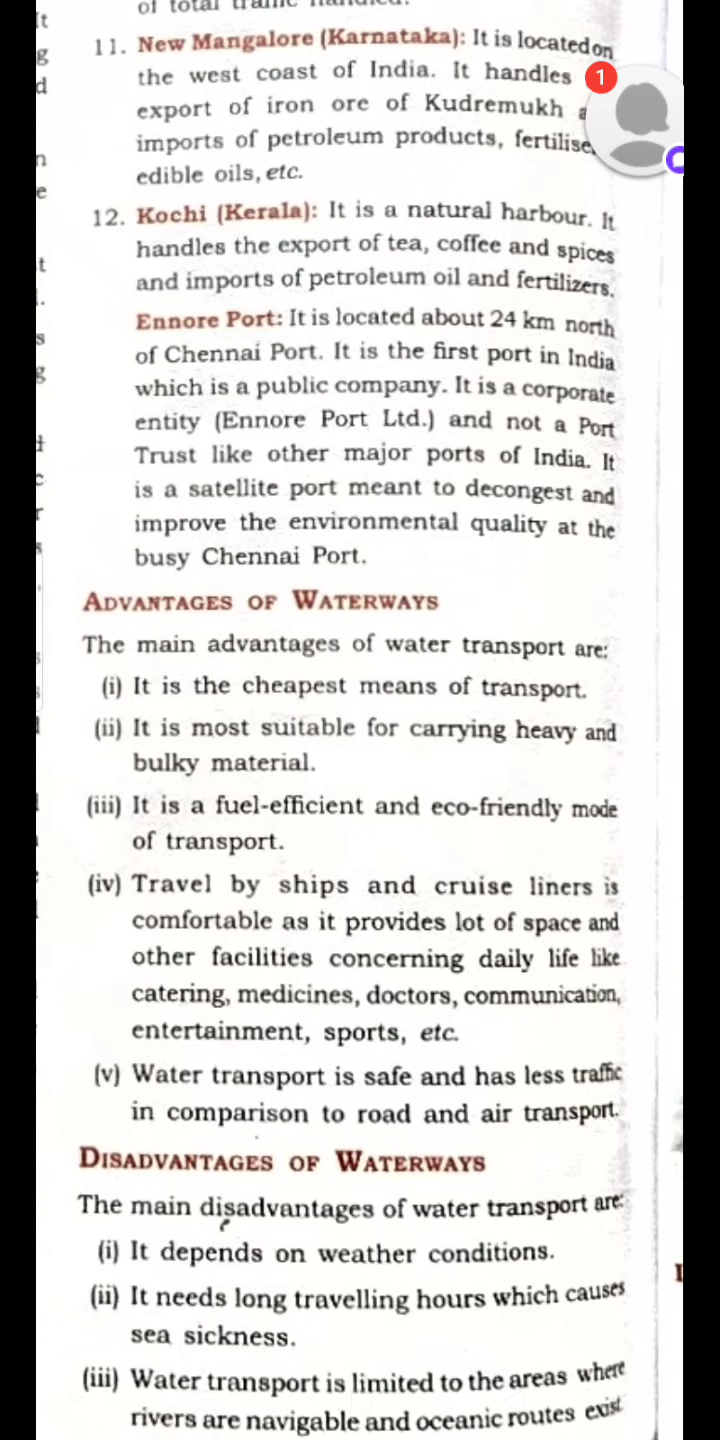 of total traffic handled.
11. New Mangalore (Karnataka): It is located on
the west coast of India. It handles
export of iron ore of Kudremukh
imports of petroleum products,
edible oils, etc.
12. Kochi (Kerala): It is a natural harbour. It
handles the export of tea, coffee and spices
and imports of petroleum oil and fertilizers.
Ennore Port: It is located about 24 km north
of Chennai Port. It is the first port in India
which is a public company. It is a corporate
entity (Ennore Port Ltd.) and not a Port
Trust like other major ports of India. It
is a satellite port meant to decongest and
improve the environmental quality at the
busy Chennai Port.
ADVANTAGES OF WATERWAYS
The main advantages of water transport are:
(i) It is the cheapest means of transport.
(ii) It is most suitable for carrying heavy and
bulky material.
(iii) It is a fuel-efficient and eco-friendly mode
of transport.
(iv) Travel by ships and cruise liners is
comfortable as it provides lot of space and
other facilities concerning daily life like
catering, medicines, doctors, communication,
entertainment, sports, etc.
(v) Water transport is safe and has less traffic
in comparison to road and air transport.
DISADVANTAGES OF WATERWAYS
The main disadvantages of water transport are:
(i) It depends on weather conditions.
(ii) It needs long travelling hours which causes
sea sickness.
(iii) Water transport is limited to the areas where
rivers are navigable and oceanic routes exist
1